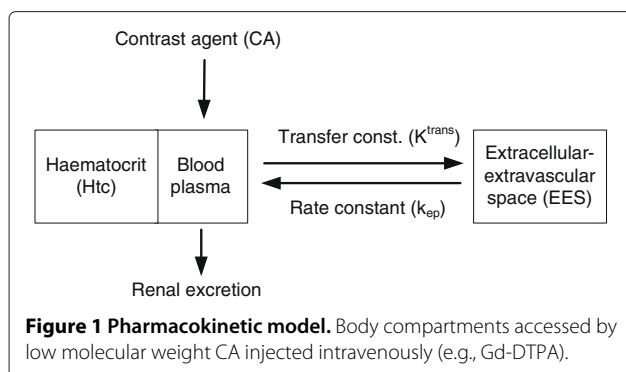 Contrast agent (CA)
Haematocrit
(Htc)
Blood
plasma
Transfer const. (K^trans)
Rate constant (k_ep)
Extracellular-
extravascular
space (EES)
Renal excretion
Figure 1 Pharmacokinetic model. Body compartments accessed by
low molecular weight CA injected intravenously (e.g., Gd-DTPA).